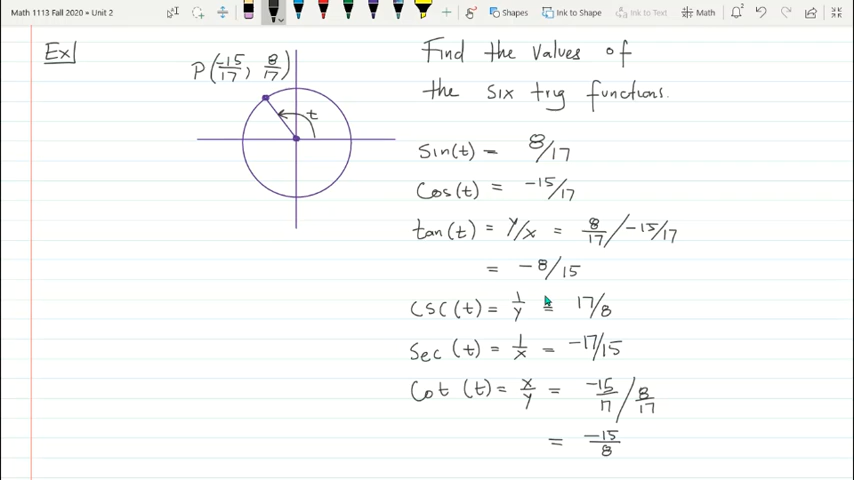 Math 1113 Fall 2020 » Unit 2
Shapes
Ink to Shape
Ink to Text
Math
Ex1
P(-15/17, 8/17)
t
Find the values of
the six trig functions.
sin(t) = 8/17
cos(t) = -15/17
tan(t) = y/x = 8/17 / -15/17
= -8/15
csc(t) = 1/y = 17/8
sec(t) = 1/x = -17/15
cot(t) = x/y = -15/17 / 8/17
= -15/8